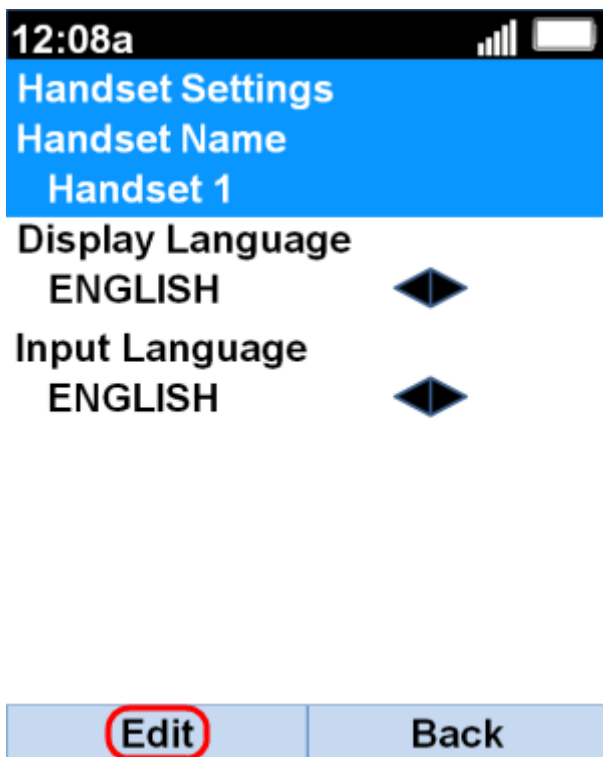 12:08a
Handset Settings
Handset Name
Handset 1
Display Language
ENGLISH
Input Language
ENGLISH
Edit Back